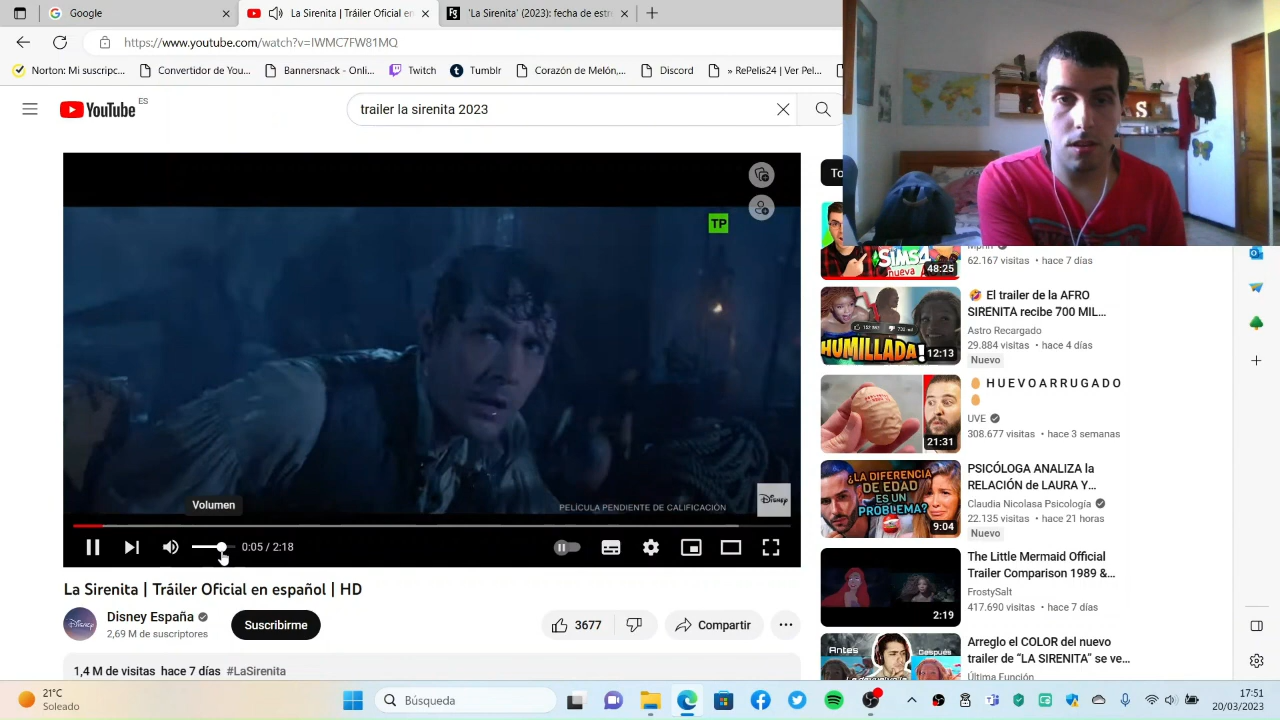 Google
La Sirenita | Tráiler Oficial en
'La Sirenita' (2023): fecha de estr
https://www.youtube.com/watch?v=IWMC7FW81MQ
Norton: Mi suscripc...
Convertidor de You...
Barnasmack - Onli...
Twitch
Tumblr
Corazón de Melón,...
Discord
» RePelis24 | Ver Pel...
YouTube ES
trailer la sirenita 2023
To
TP
S
SIMS4
nueva
48:25
62.167 visitas • hace 7 días
HUMILLADA!
12:13
🤣 El trailer de la AFRO
SIRENITA recibe 700 MIL...
Astro Recargado
29.884 visitas • hace 4 días
Nuevo
21:31
🥚 H U E V O A R R U G A D O
🥚
UVE
308.677 visitas • hace 3 semanas
¿LA DIFERENCIA
DE EDAD
ES UN
PROBLEMA?
9:04
PSICÓLOGA ANALIZA la
RELACIÓN de LAURA Y...
Claudia Nicolasa Psicología
22.135 visitas • hace 21 horas
Nuevo
Volumen
PELÍCULA PENDIENTE DE CALIFICACIÓN
Disney
0:05 / 2:18
2:19
The Little Mermaid Official
Trailer Comparison 1989 &...
FrostySalt
417.690 visitas • hace 7 días
La Sirenita | Tráiler Oficial en español | HD
Disney España
2,69 M de suscriptores
Suscribirme
3677
Compartir
1,4 M de visitas hace 7 días #LaSirenita
Antes
Después
Arreglo el COLOR del nuevo
trailer de "LA SIRENITA" se ve...
Última Función
21°C
Soleado
Búsqueda
17:51
20/03/2023